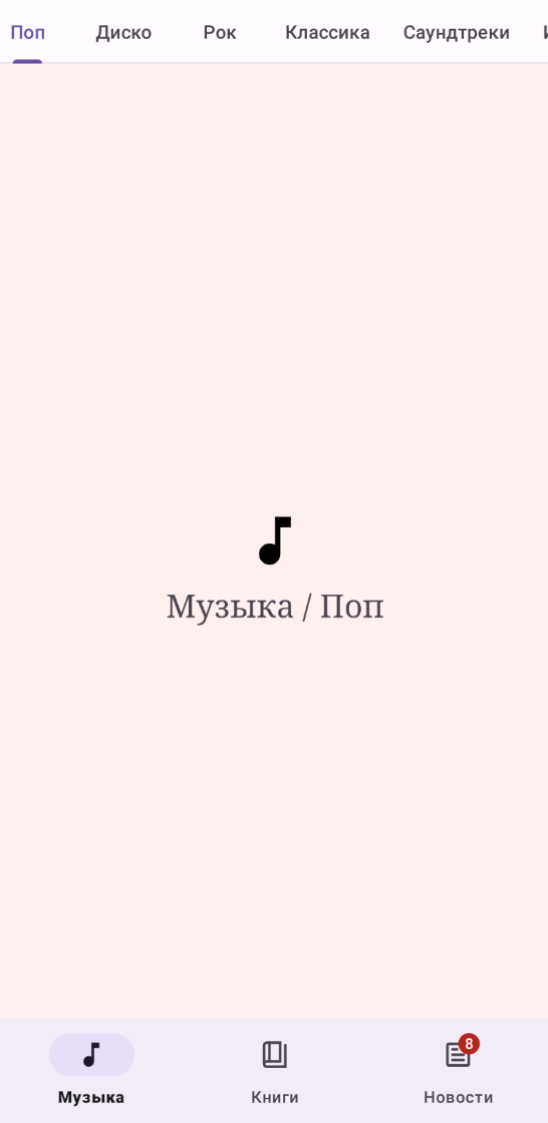 Поп Диско Рок Классика Саундтреки
Музыка / Поп
8
Музыка Книги Новости